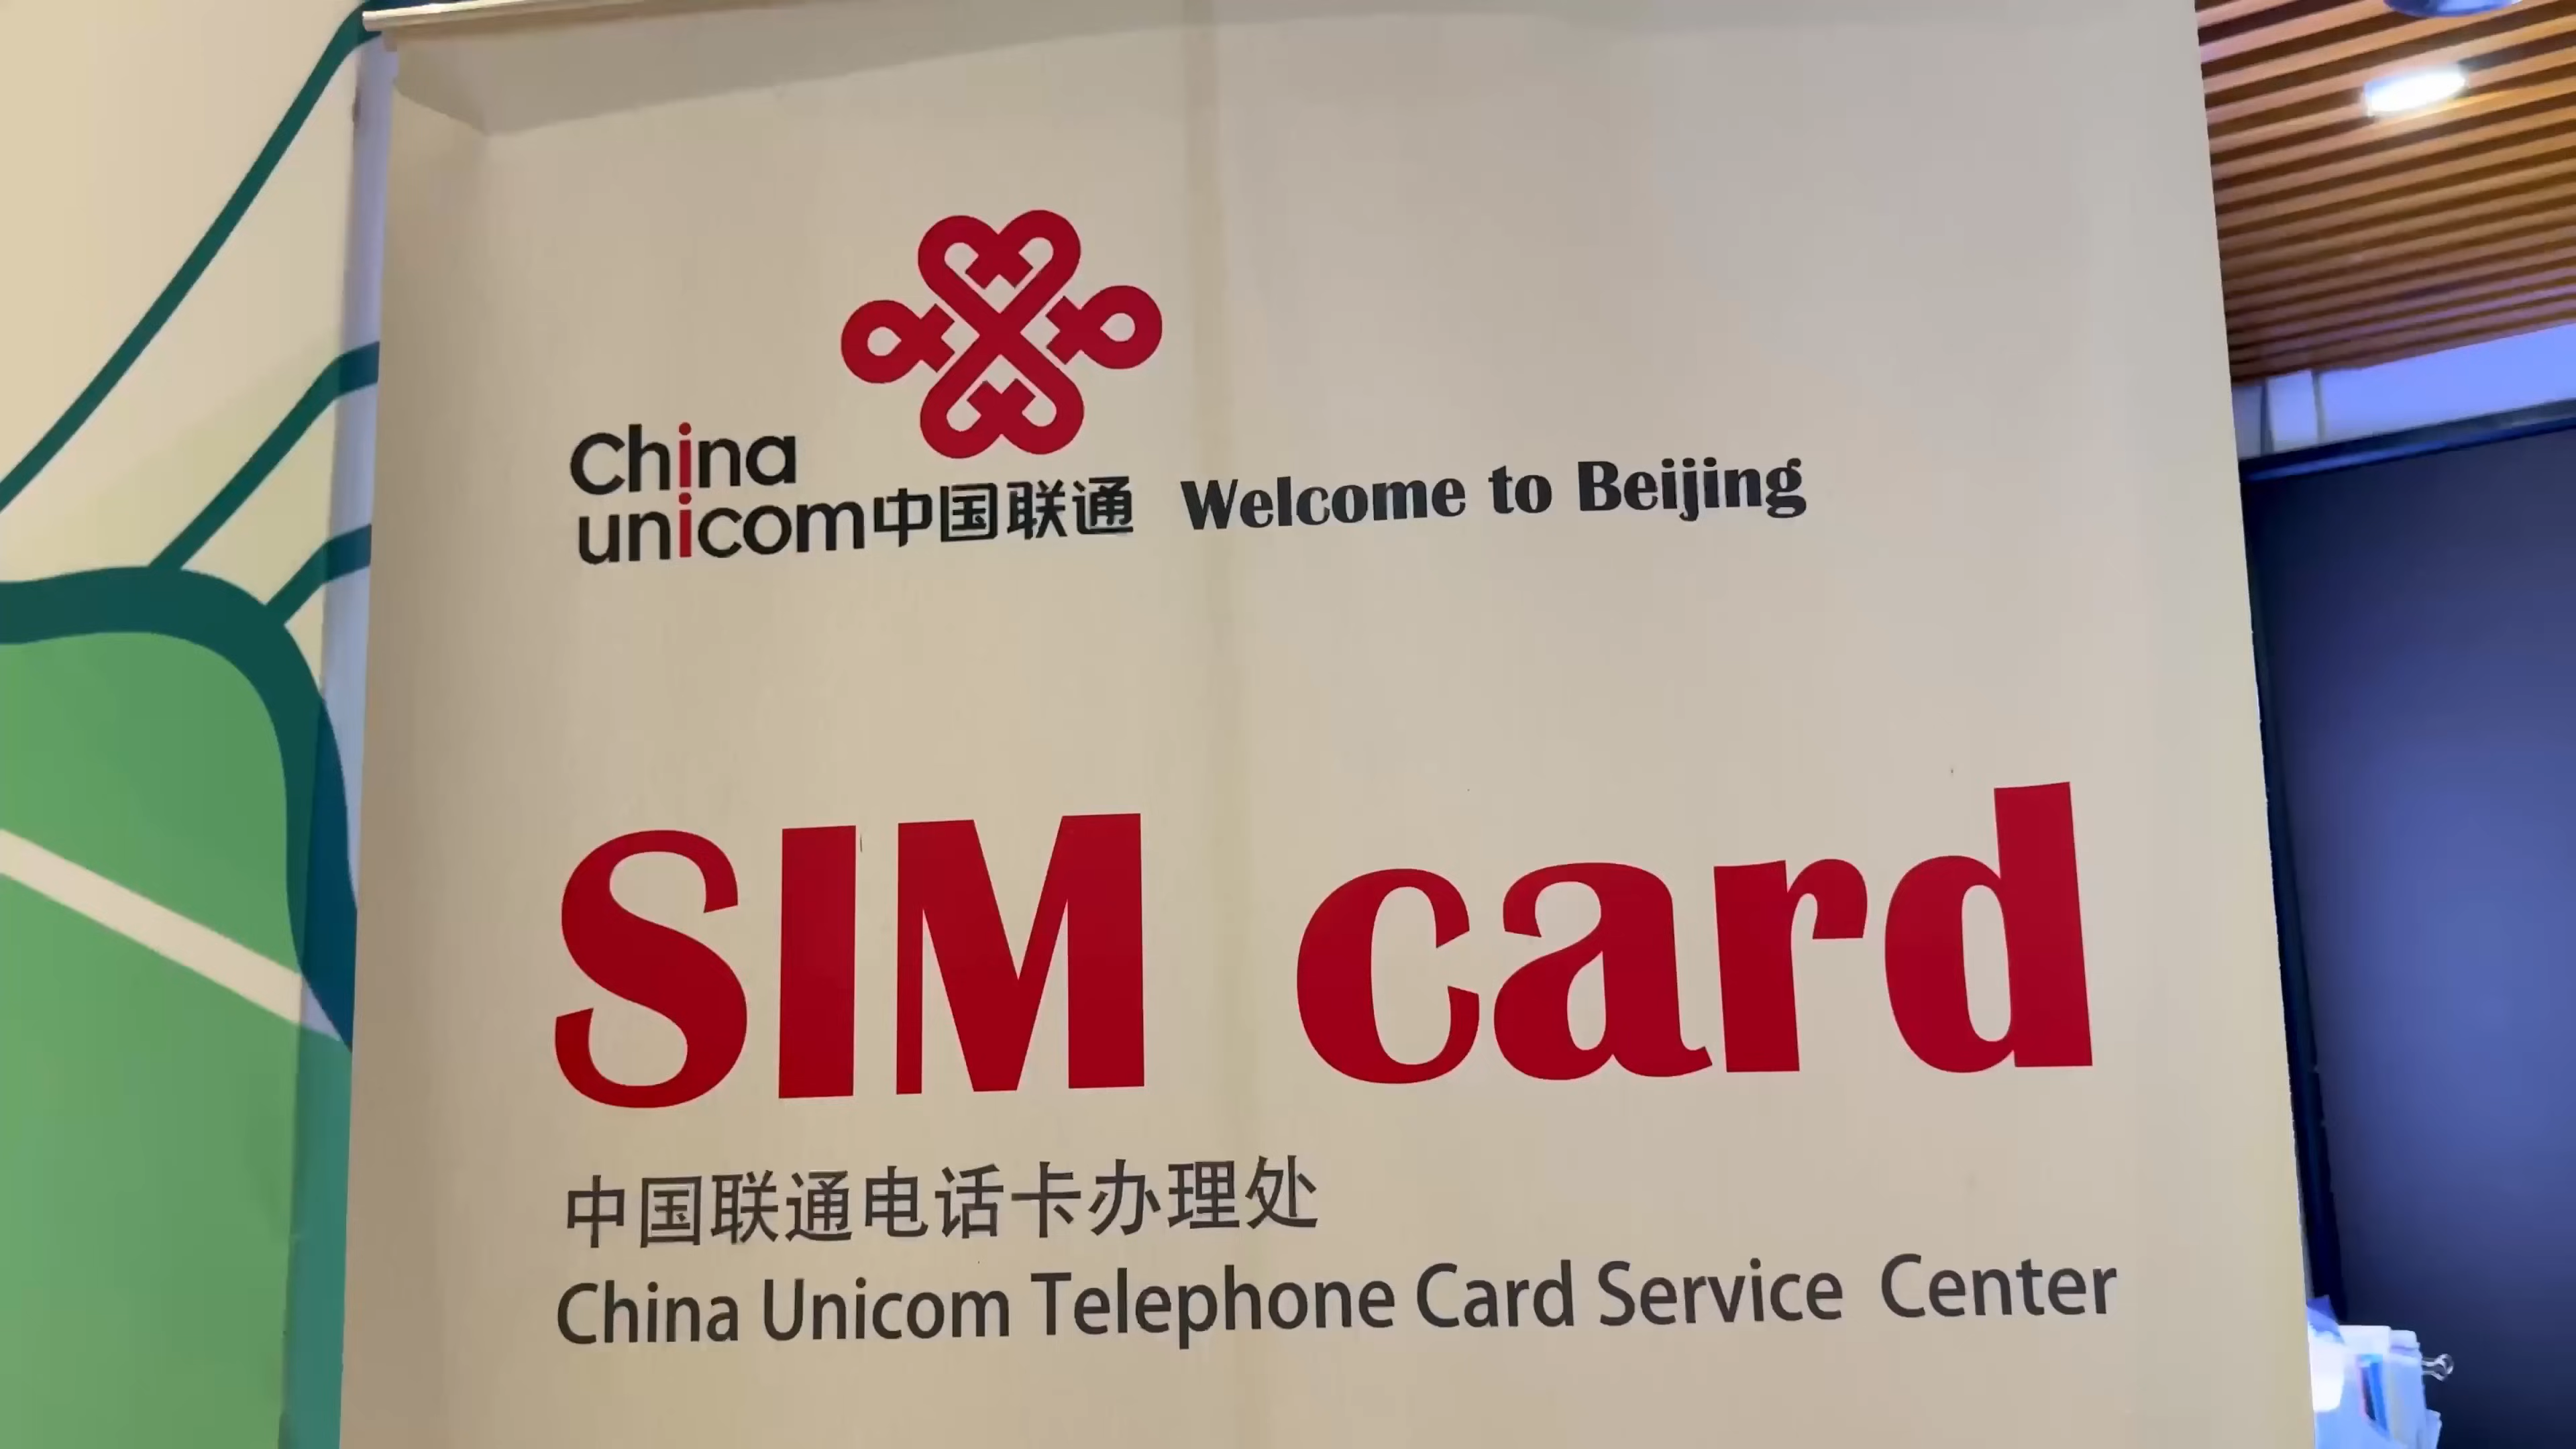 China
unicom中国联通 Welcome to Beijing
SIM card
中国联通电话卡办理处
China Unicom Telephone Card Service Center